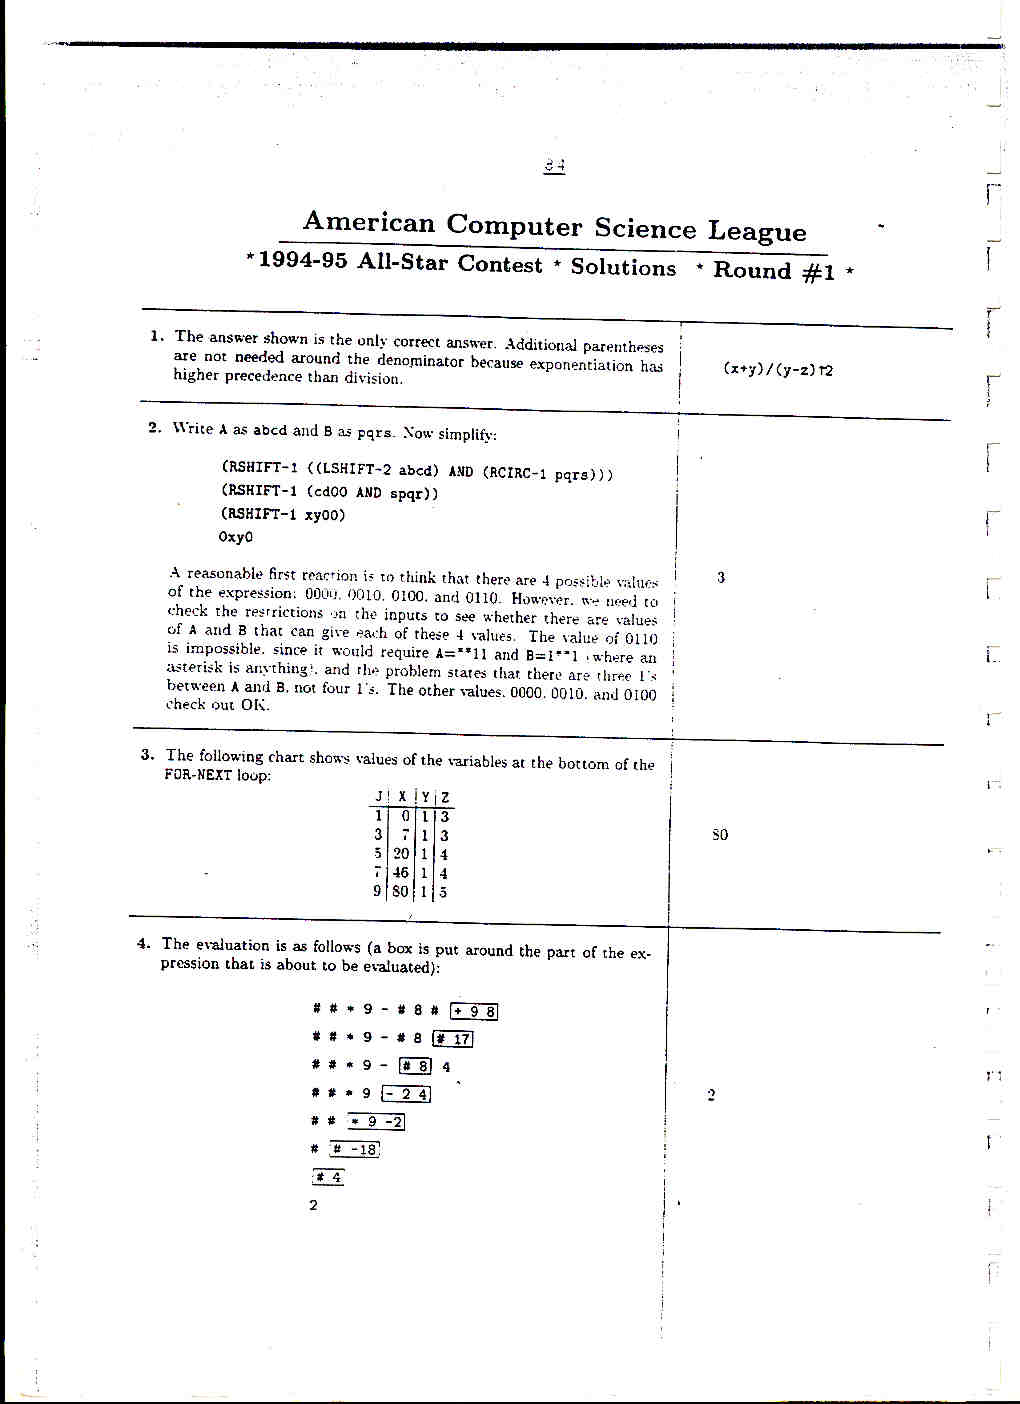 34
American Computer Science League
*1994-95 All-Star Contest * Solutions * Round #1 *
1. The answer shown is the only correct answer. Additional parentheses
are not needed around the denominator because exponentiation has
higher precedence than division.
(x+y)/(y-z)↑2
2. Write A as abcd and B as pqrs. Now simplify:
(RSHIFT-1 ((LSHIFT-2 abcd) AND (RCIRC-1 pqrs)))
(RSHIFT-1 (cd00 AND spqr))
(RSHIFT-1 xy00)
0xy0
A reasonable first reaction is to think that there are 4 possible values
of the expression: 0000, 0010, 0100, and 0110. However, we need to
check the restrictions on the inputs to see whether there are values
of A and B that can give each of these 4 values. The value of 0110
is impossible, since it would require A=**11 and B=1**1 (where an
asterisk is anything), and the problem states that there are three 1's
between A and B, not four 1's. The other values, 0000, 0010, and 0100
check out OK.
3
3. The following chart shows values of the variables at the bottom of the
FOR-NEXT loop:
J X Y Z
1 0 1 3
3 7 1 3
5 20 1 4
7 46 1 4
9 80 1 5
80
4. The evaluation is as follows (a box is put around the part of the ex-
pression that is about to be evaluated):
# # * 9 - # 8 # + 9 8
# # * 9 - # 8 # 17
# # * 9 - # 8 4
# # * 9 - 2 4
# # * 9 -2
# # -18
# 4
2
2